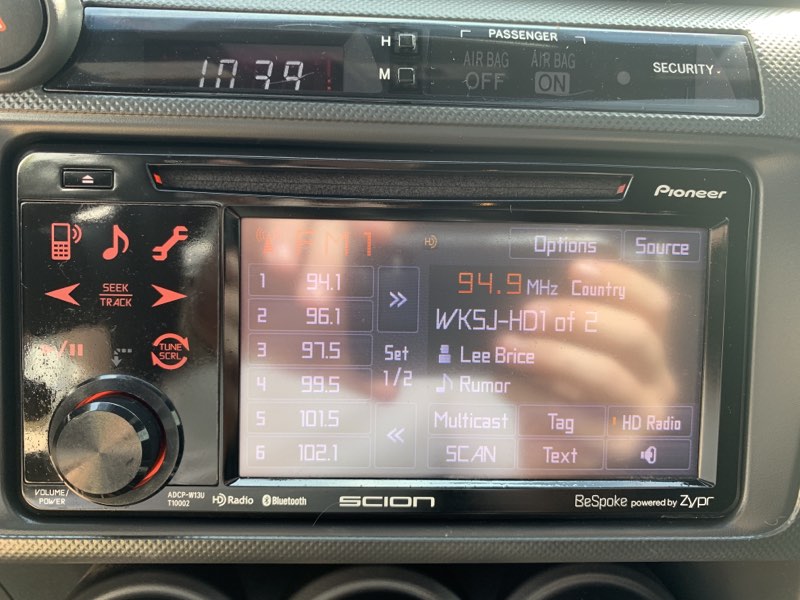 H
M
PASSENGER
AIR BAG OFF
AIR BAG ON
SECURITY
Pioneer
SEEK
TRACK
TUNE
SCRL
VOLUME/
POWER
ADCP-W13U
T10002
FM1
HD
Options
Source
1 94.1
2 96.1
3 97.5
4 99.5
5 101.5
6 102.1
Set
1/2
94.9 MHz Country
WKSJ-HD1 of 2
Lee Brice
Rumor
Multicast
Tag
HD Radio
SCAN
Text
HD Radio
Bluetooth
SCION
BeSpoke powered by Zypr